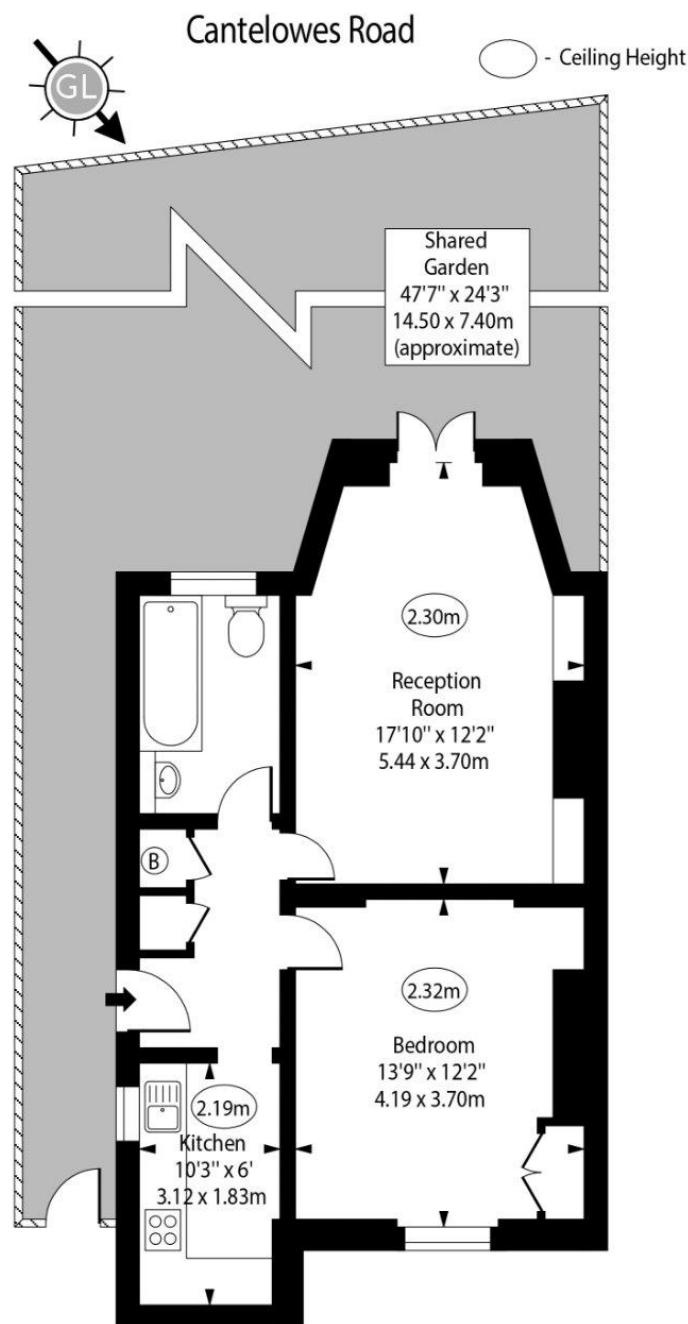 Cantelowes Road
GL
- Ceiling Height
Shared
Garden
47'7" x 24'3"
14.50 x 7.40m
(approximate)
2.30m
Reception
Room
17'10" x 12'2"
5.44 x 3.70m
B
2.32m
Bedroom
13'9" x 12'2"
4.19 x 3.70m
2.19m
Kitchen
10'3" x 6'
3.12 x 1.83m